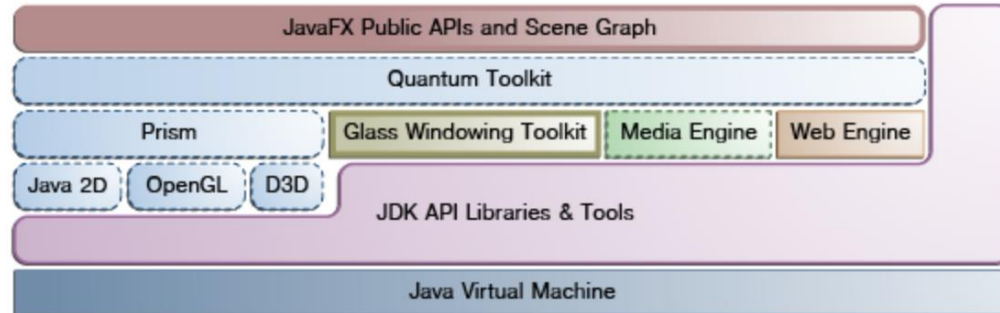 JavaFX Public APIs and Scene Graph
Quantum Toolkit
Prism
Glass Windowing Toolkit
Media Engine
Web Engine
Java 2D
OpenGL
D3D
JDK API Libraries & Tools
Java Virtual Machine